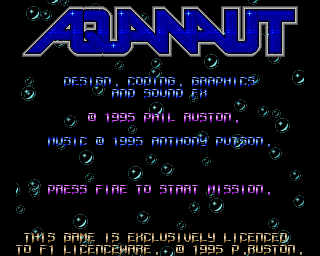 AQUANAUT
DESIGN, CODING, GRAPHICS
AND SOUND FX
© 1995 PHIL RUSTON.
MUSIC © 1995 ANTHONY PUTSON.
PRESS FIRE TO START MISSION.
THIS GAME IS EXCLUSIVELY LICENCED
TO F1 LICENCEWARE. © 1995 P.RUSTON.